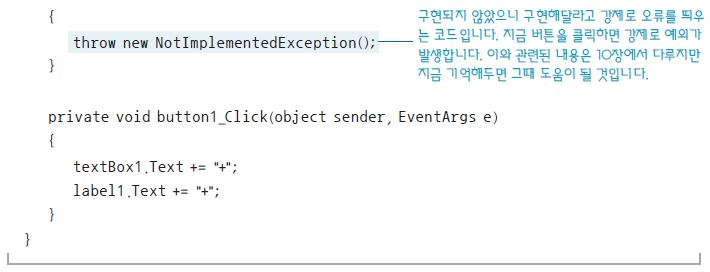 {
throw new NotImplementedException();
}
구현되지 않았으니 구현해달라고 강제로 오류를 띄우
는 코드입니다. 지금 버튼을 클릭하면 강제로 예외가
발생합니다. 이와 관련된 내용은 10장에서 다루지만
지금 기억해두면 그때 도움이 될 것입니다.
private void button1_Click(object sender, EventArgs e)
{
textBox1.Text += "+";
label1.Text += "+";
}
}